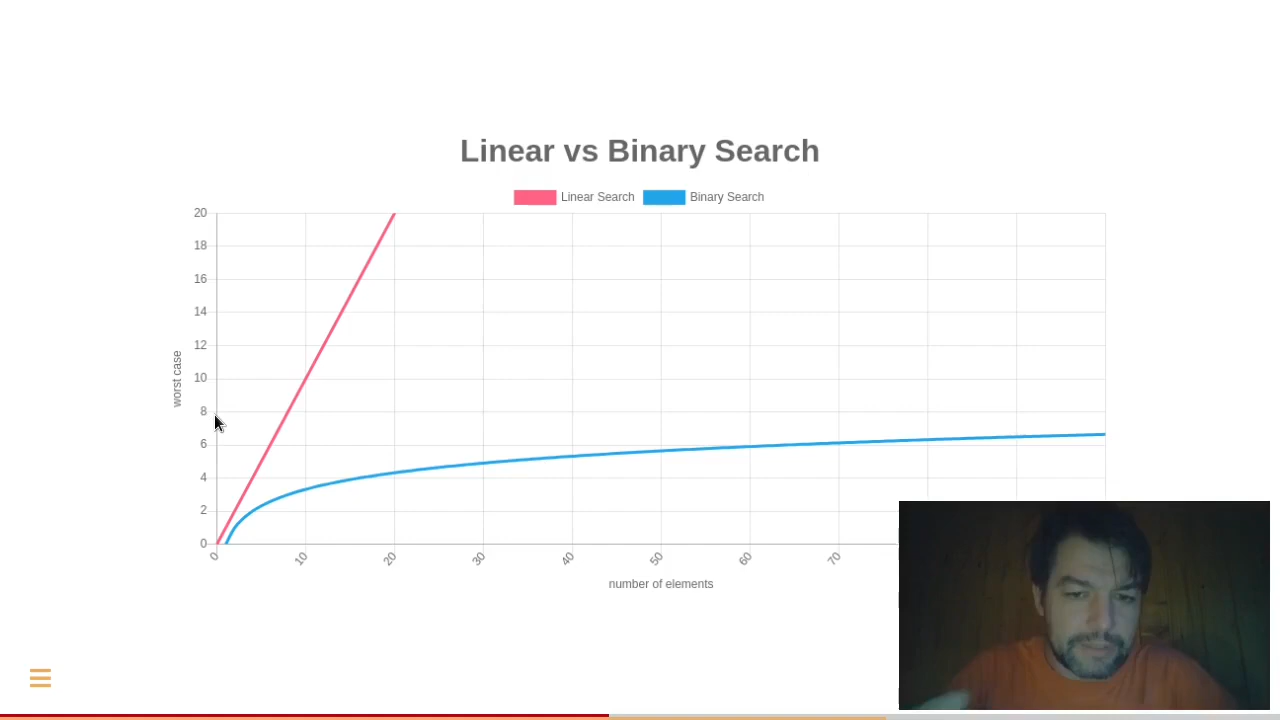 Linear vs Binary Search
Linear Search Binary Search
20
18
16
14
12
10
8
6
4
2
0
worst case
0 10 20 30 40 50 60 70
number of elements